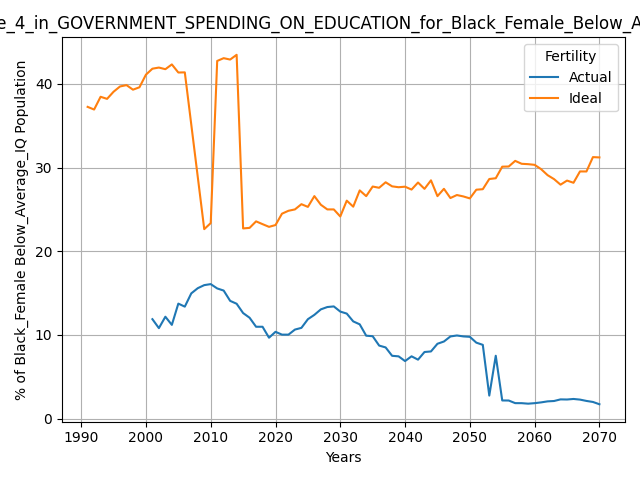 e_4_in_GOVERNMENT_SPENDING_ON_EDUCATION_for_Black_Female_Below_A
Fertility
Actual
Ideal
% of Black_Female Below_Average_IQ Population
40
30
20
10
0
1990 2000 2010 2020 2030 2040 2050 2060 2070
Years